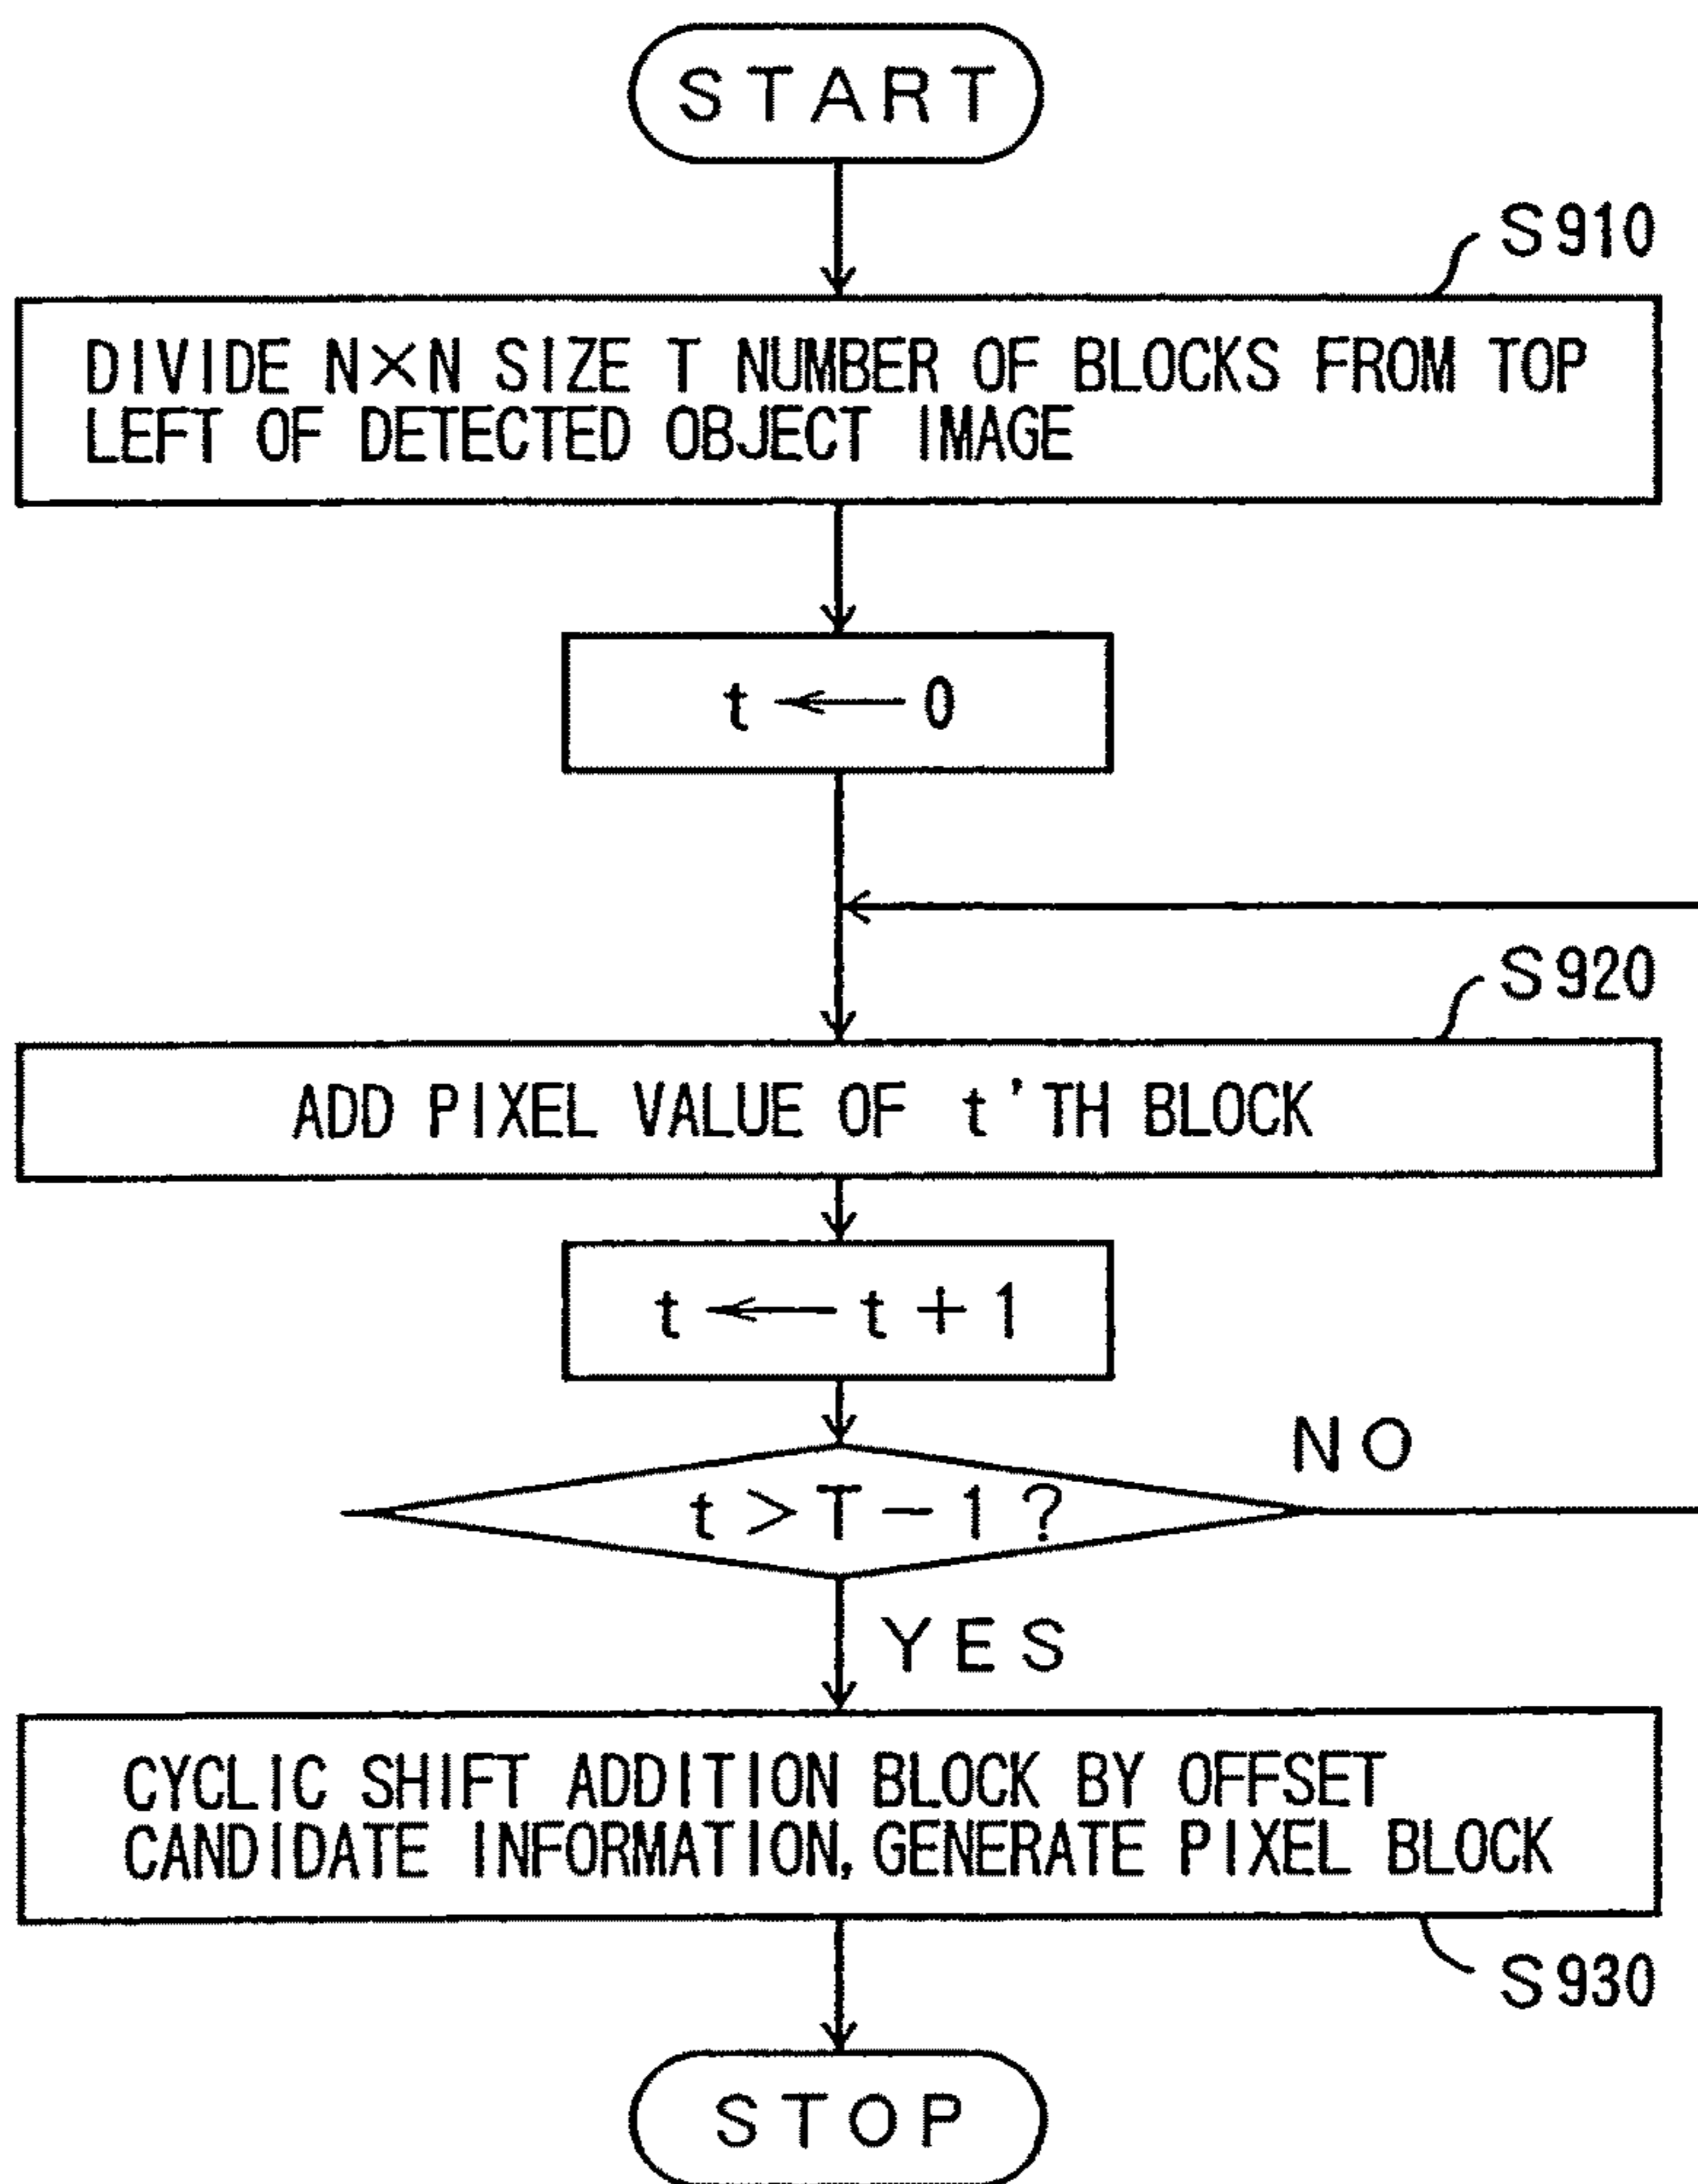 START
S910
DIVIDE N×N SIZE T NUMBER OF BLOCKS FROM TOP
LEFT OF DETECTED OBJECT IMAGE
t ← 0
S920
ADD PIXEL VALUE OF t'TH BLOCK
t ← t + 1
NO
t > T - 1 ?
YES
CYCLIC SHIFT ADDITION BLOCK BY OFFSET
CANDIDATE INFORMATION, GENERATE PIXEL BLOCK
S930
STOP